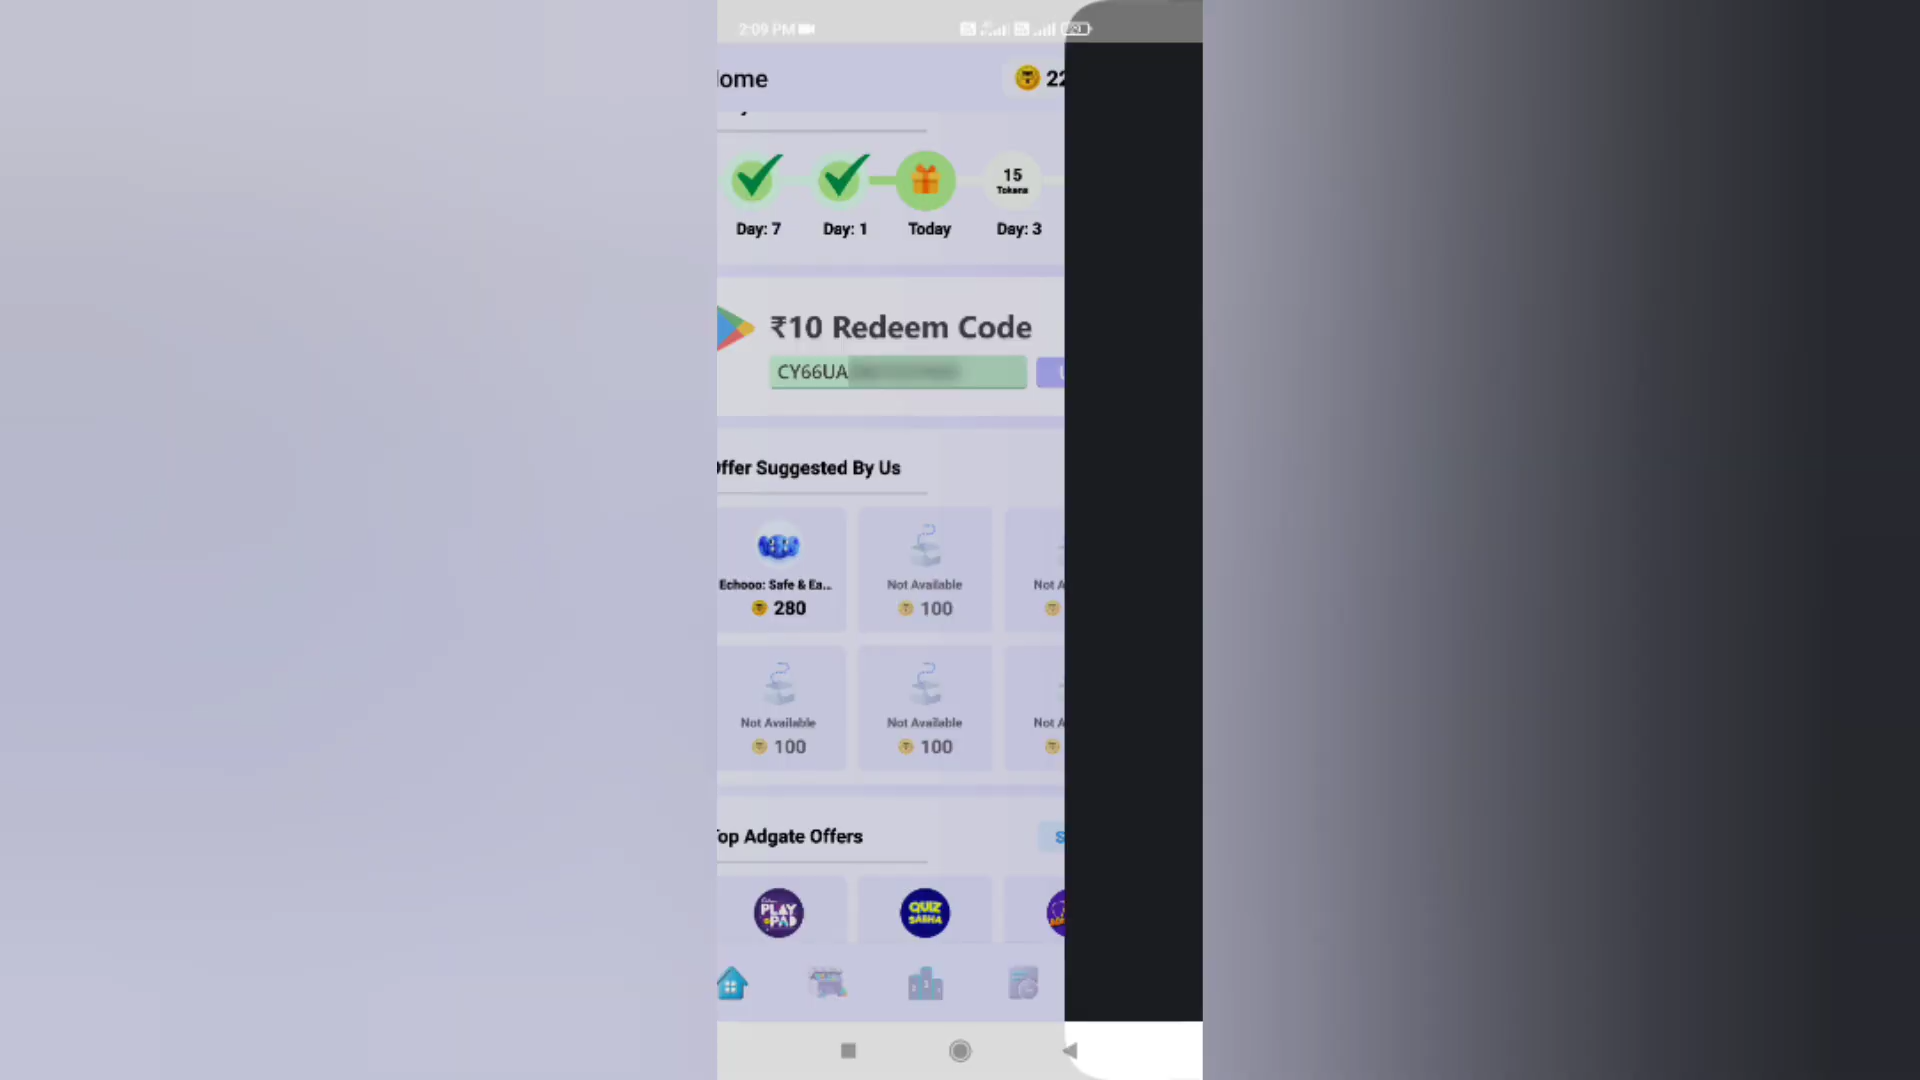 2:09 PM
ome
22
15
Tokens
Day: 7
Day: 1
Today
Day: 3
₹10 Redeem Code
CY66UA
Offer Suggested By Us
Echooo: Safe & Ea...
280
Not Available
100
Not A
Not Available
100
Not Available
100
Not A
Top Adgate Offers
S
PLAY
PAD
QUIZ
SABHA